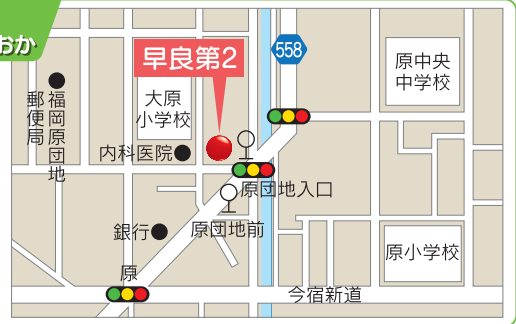 おか
早良第2
558
原中央
中学校
大原
小学校
福岡原団地
郵便局
内科医院
原団地入口
原団地前
銀行
原小学校
原
今宿新道